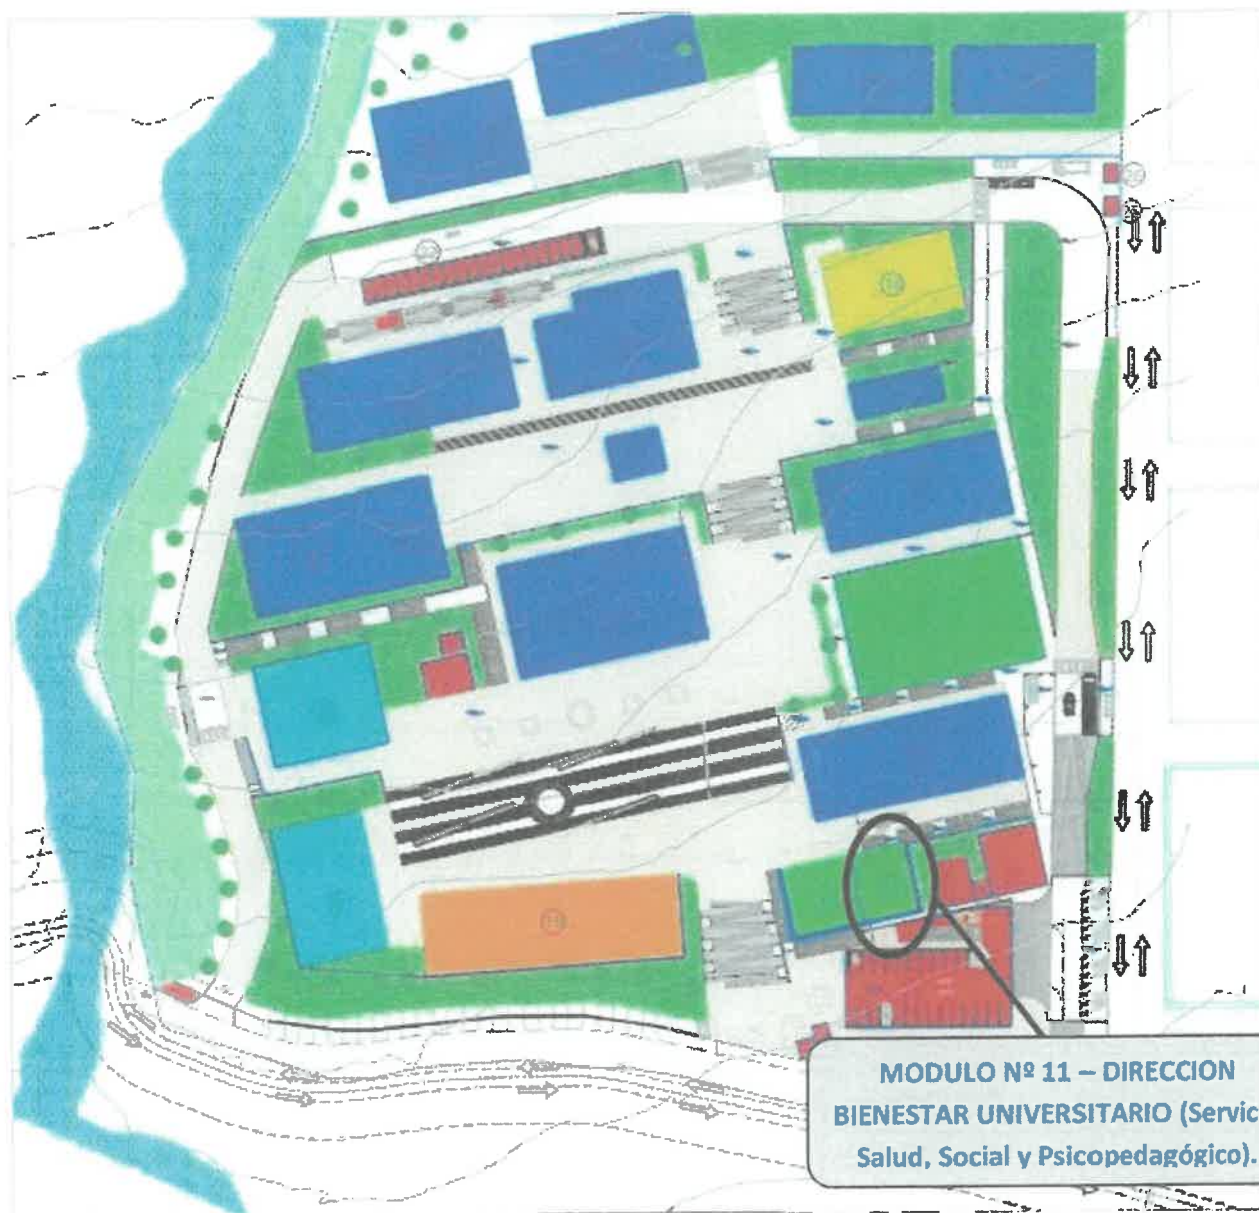 MODULO Nº 11 – DIRECCION
BIENESTAR UNIVERSITARIO (Servic
Salud, Social y Psicopedagógico).